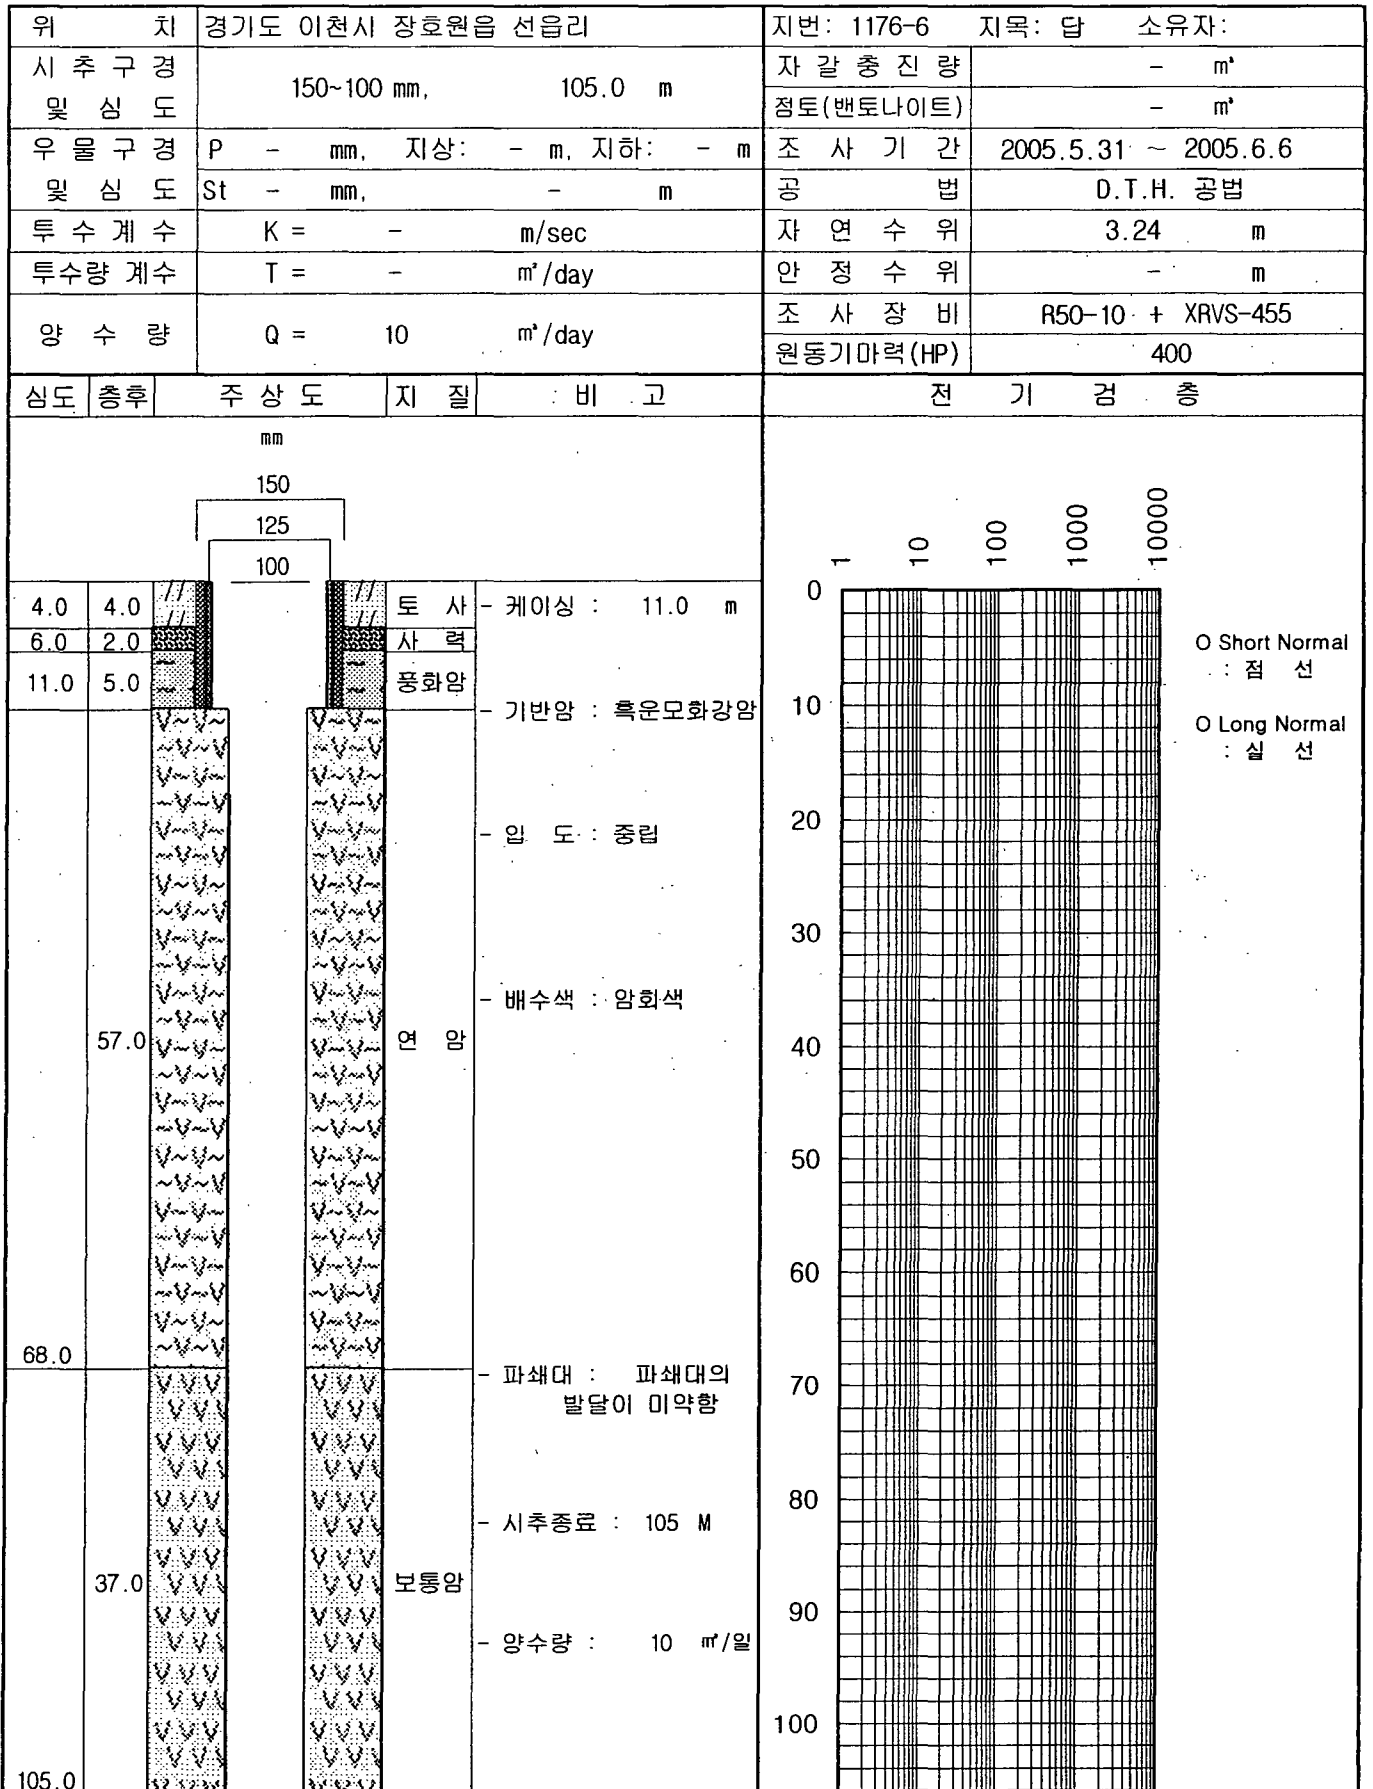 위 치 경기도 이천시 장호원읍 선읍리 지번: 1176-6 지목: 답 소유자:
시 추 구 경 및 심 도 150~100 mm, 105.0 m
자 갈 충 진 량 - ㎥
점토(밴토나이트) - ㎥
우 물 구 경 및 심 도 P - mm, 지상: - m, 지하: - m
St - mm, - m
조 사 기 간 2005.5.31 ~ 2005.6.6
공 법 D.T.H. 공법
투 수 계 수 K = - m/sec
자 연 수 위 3.24 m
투수량 계수 T = - ㎡/day
안 정 수 위 - m
양 수 량 Q = 10 ㎥/day
조 사 장 비 R50-10 + XRVS-455
원동기마력(HP) 400
심도 층후 주 상 도 지 질 비 고 전 기 검 층
mm
150
125
100
4.0 4.0 토 사 - 케이싱 : 11.0 m
6.0 2.0 사 력
11.0 5.0 풍화암
- 기반암 : 흑운모화강암
- 입 도 : 중립
- 배수색 : 암회색
57.0 연 암
68.0
- 파쇄대 : 파쇄대의
발달이 미약함
- 시추종료 : 105 M
37.0 보통암
- 양수량 : 10 ㎥/일
105.0
1 10 100 1000 10000
0
10
20
30
40
50
60
70
80
90
100
O Short Normal
: 점 선
O Long Normal
: 실 선